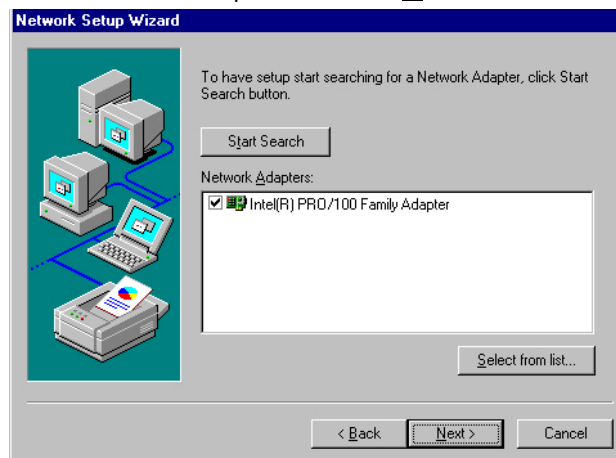 Network Setup Wizard
To have setup start searching for a Network Adapter, click Start
Search button.
Start Search
Network Adapters:
Intel(R) PRO/100 Family Adapter
Select from list...
< Back
Next >
Cancel